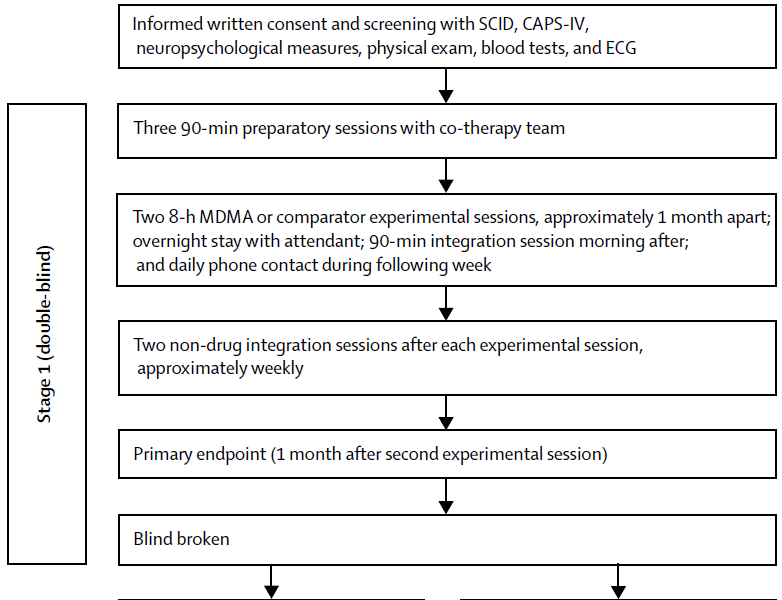 Informed written consent and screening with SCID, CAPS-IV,
neuropsychological measures, physical exam, blood tests, and ECG
Stage 1 (double-blind)
Three 90-min preparatory sessions with co-therapy team
Two 8-h MDMA or comparator experimental sessions, approximately 1 month apart;
overnight stay with attendant; 90-min integration session morning after;
and daily phone contact during following week
Two non-drug integration sessions after each experimental session,
approximately weekly
Primary endpoint (1 month after second experimental session)
Blind broken